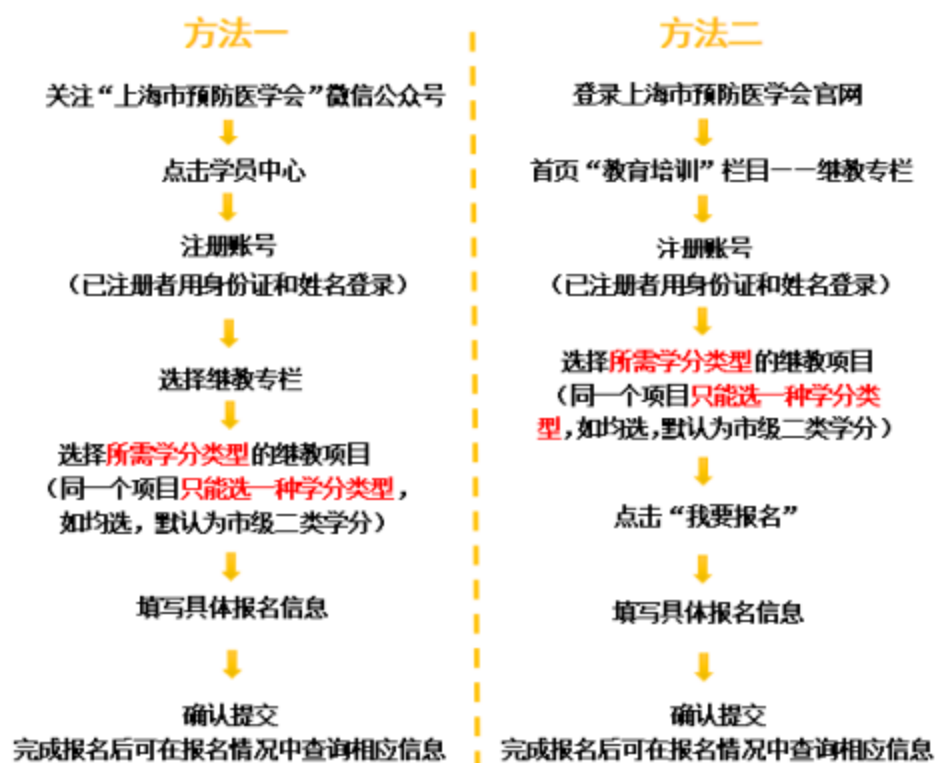 方法一
关注“上海市预防医学会”微信公众号
点击学员中心
注册账号
（已注册者用身份证和姓名登录）
选择继教专栏
选择所需学分类型的继教项目
（同一个项目只能选一种学分类型，
如均选，默认为市级二类学分）
填写具体报名信息
确认提交
完成报名后可在报名情况中查询相应信息
方法二
登录上海市预防医学会官网
首页“教育培训”栏目——继教专栏
注册账号
（已注册者用身份证和姓名登录）
选择所需学分类型的继教项目
（同一个项目只能选一种学分类
型，如均选，默认为市级二类学分）
点击“我要报名”
填写具体报名信息
确认提交
完成报名后可在报名情况中查询相应信息